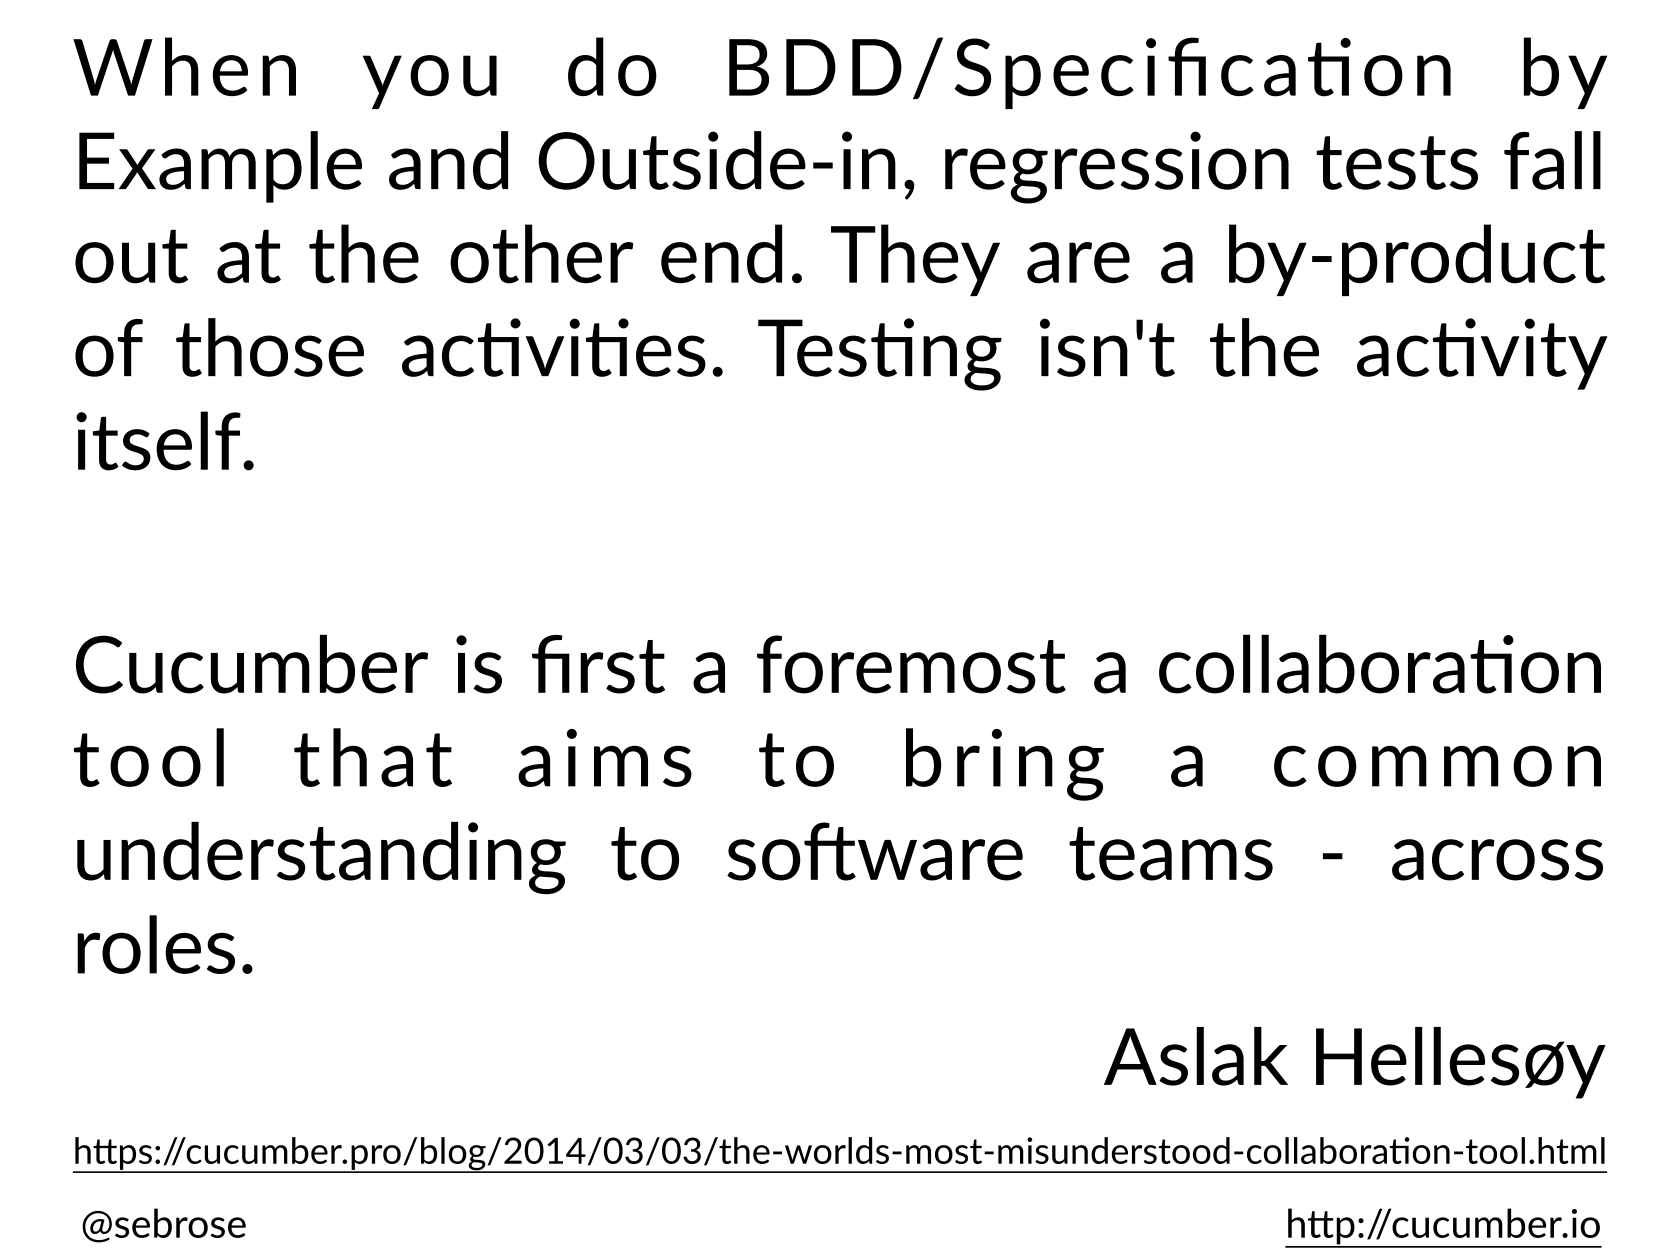 When you do BDD/Specification by
Example and Outside-in, regression tests fall
out at the other end. They are a by-product
of those activities. Testing isn't the activity
itself.
Cucumber is first a foremost a collaboration
tool that aims to bring a common
understanding to software teams - across
roles.
Aslak Hellesøy
https://cucumber.pro/blog/2014/03/03/the-worlds-most-misunderstood-collaboration-tool.html
@sebrose http://cucumber.io